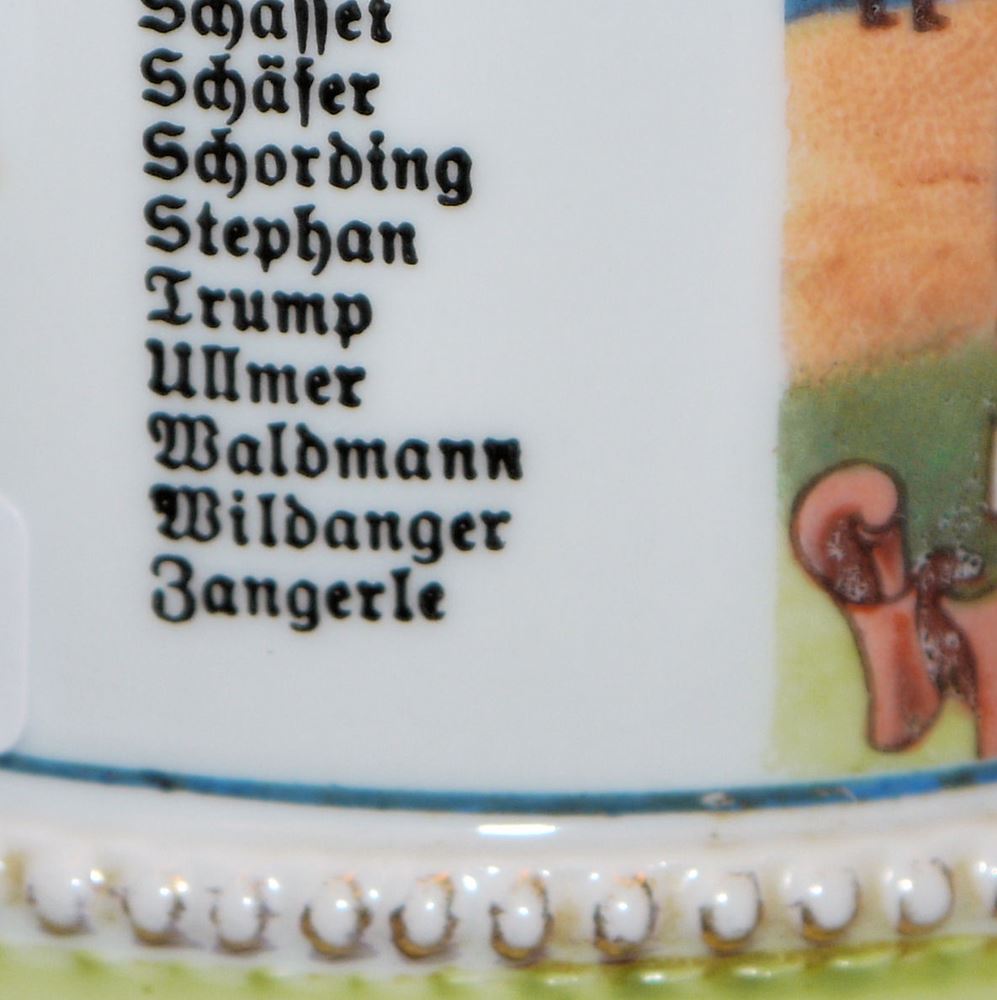 Schäfer
Schording
Stephan
Trump
Ullmer
Waldmann
Wildanger
Zangerle